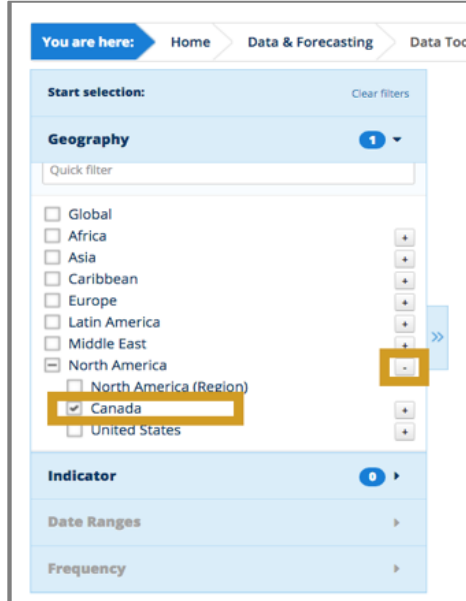 You are here: Home Data & Forecasting Data Too
Start selection: Clear filters
Geography 1
Quick filter
Global
Africa +
Asia +
Caribbean +
Europe +
Latin America +
Middle East +
North America -
North America (Region)
Canada +
United States +
Indicator 0
Date Ranges
Frequency